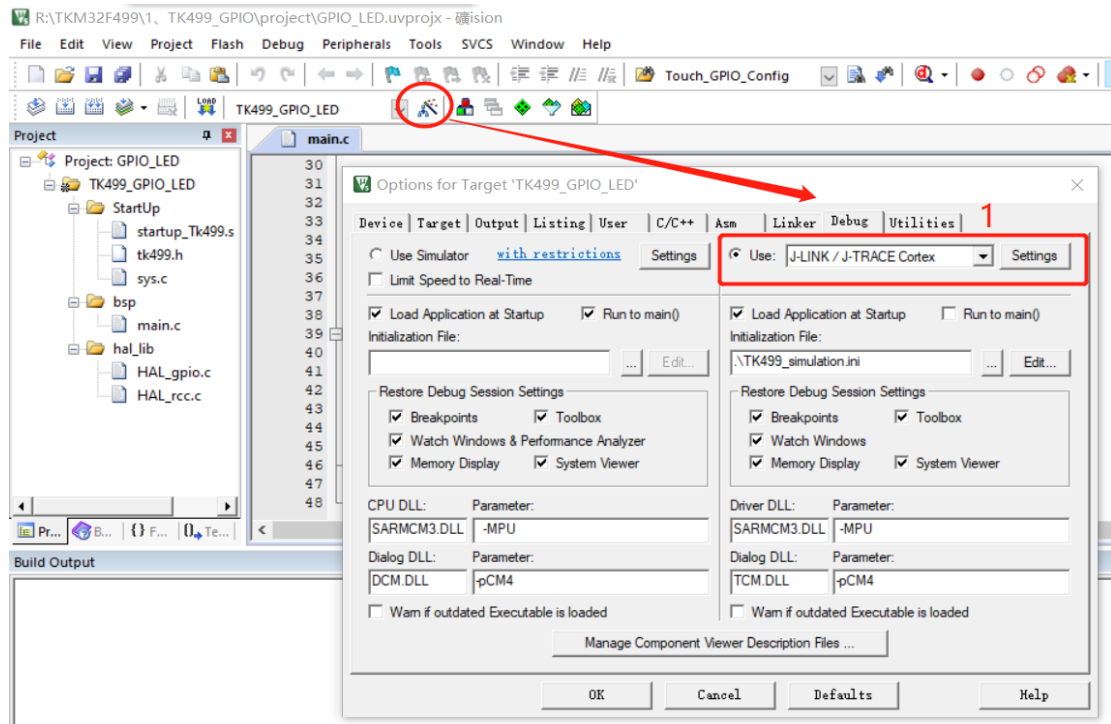 R:\TKM32F499\1、TK499_GPIO\project\GPIO_LED.uvprojx - 礦ision
File Edit View Project Flash Debug Peripherals Tools SVCS Window Help
Touch_GPIO_Config
LOAD TK499_GPIO_LED
Project
main.c
Project: GPIO_LED
TK499_GPIO_LED
StartUp
startup_Tk499.s
tk499.h
sys.c
bsp
main.c
hal_lib
HAL_gpio.c
HAL_rcc.c
30
31
32
33
34
35
36
37
38
39
40
41
42
43
44
45
46
47
48
Pr... B... {} F... Te...
Build Output
Options for Target 'TK499_GPIO_LED'
Device Target Output Listing User C/C++ Asm Linker Debug Utilities
1
Use Simulator with restrictions Settings
Limit Speed to Real-Time
Use: J-LINK / J-TRACE Cortex Settings
Load Application at Startup Run to main()
Initialization File:
... Edit...
Load Application at Startup Run to main()
Initialization File:
.\TK499_simulation.ini ... Edit...
Restore Debug Session Settings
Breakpoints Toolbox
Watch Windows & Performance Analyzer
Memory Display System Viewer
Restore Debug Session Settings
Breakpoints Toolbox
Watch Windows
Memory Display System Viewer
CPU DLL: Parameter:
SARMCM3.DLL -MPU
Dialog DLL: Parameter:
DCM.DLL -pCM4
Driver DLL: Parameter:
SARMCM3.DLL -MPU
Dialog DLL: Parameter:
TCM.DLL -pCM4
Warn if outdated Executable is loaded
Warn if outdated Executable is loaded
Manage Component Viewer Description Files ...
OK Cancel Defaults Help